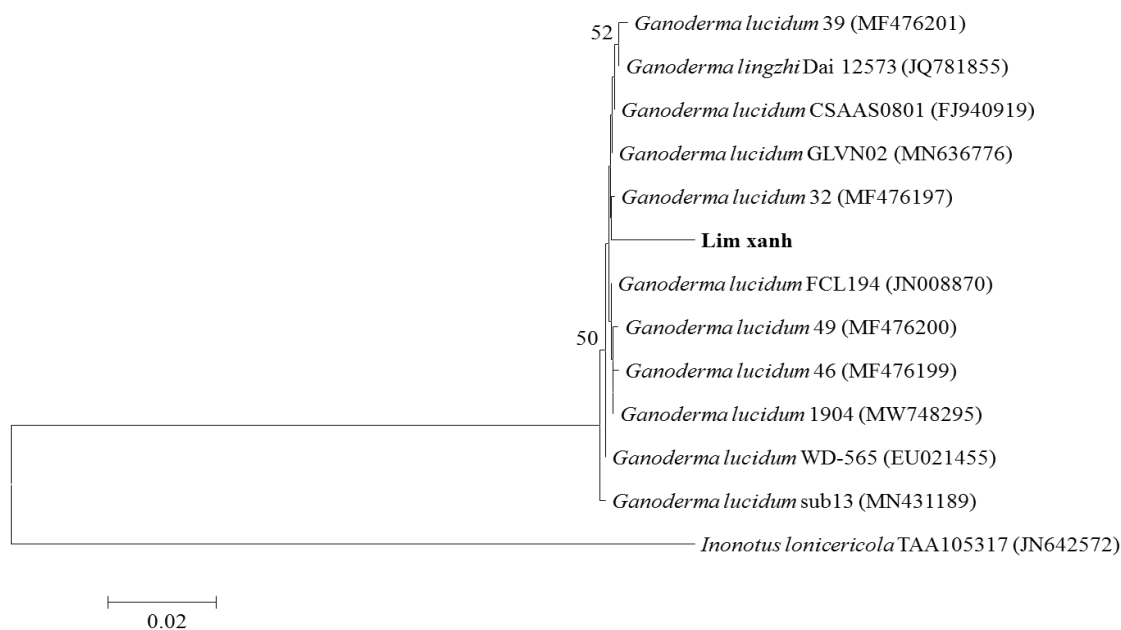 52
Ganoderma lucidum 39 (MF476201)
Ganoderma lingzhi Dai 12573 (JQ781855)
Ganoderma lucidum CSAAS0801 (FJ940919)
Ganoderma lucidum GLVN02 (MN636776)
Ganoderma lucidum 32 (MF476197)
Lim xanh
Ganoderma lucidum FCL194 (JN008870)
Ganoderma lucidum 49 (MF476200)
50
Ganoderma lucidum 46 (MF476199)
Ganoderma lucidum 1904 (MW748295)
Ganoderma lucidum WD-565 (EU021455)
Ganoderma lucidum sub13 (MN431189)
Inonotus lonicericola TAA105317 (JN642572)
0.02